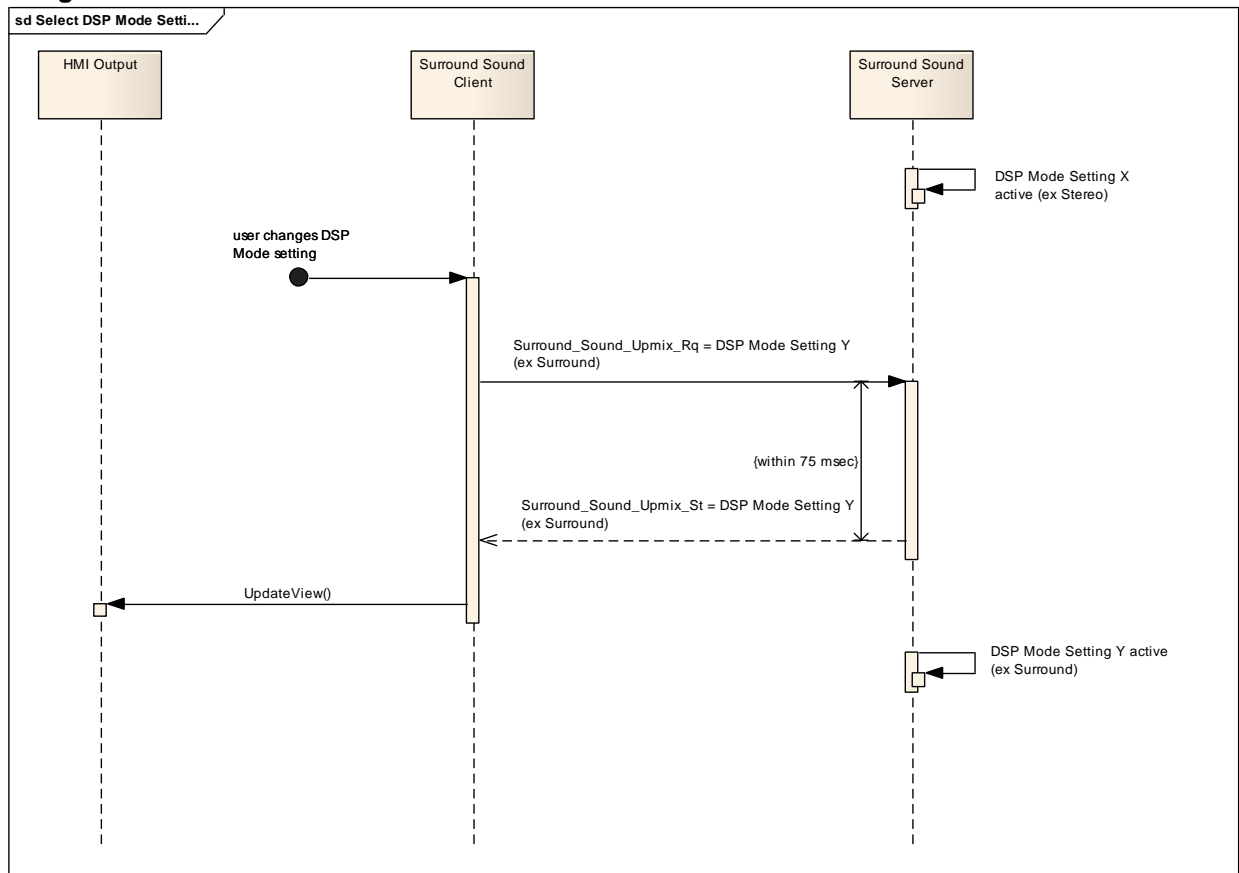 sd Select DSP Mode Setti...
HMI Output
Surround Sound
Client
Surround Sound
Server
DSP Mode Setting X
active (ex Stereo)
user changes DSP
Mode setting
Surround_Sound_Upmix_Rq = DSP Mode Setting Y
(ex Surround)
{within 75 msec}
Surround_Sound_Upmix_St = DSP Mode Setting Y
(ex Surround)
UpdateView()
DSP Mode Setting Y active
(ex Surround)